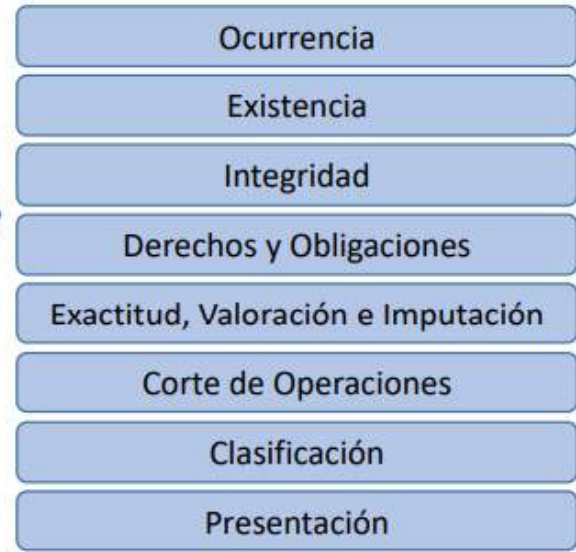 Ocurrencia
Existencia
Integridad
Derechos y Obligaciones
Exactitud, Valoración e Imputación
Corte de Operaciones
Clasificación
Presentación